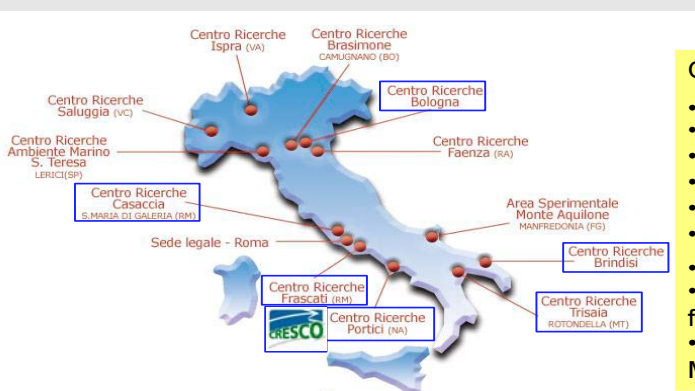 Centro Ricerche
Ispra (VA)
Centro Ricerche
Brasimone
CAMUGNANO (BO)
Centro Ricerche
Bologna
Centro Ricerche
Saluggia (VC)
Centro Ricerche
Ambiente Marino
S. Teresa
LERICI(SP)
Centro Ricerche
Faenza (RA)
Centro Ricerche
Casaccia
S.MARIA DI GALERIA (RM)
Area Sperimentale
Monte Aquilone
MANFREDONIA (FG)
Sede legale - Roma
Centro Ricerche
Brindisi
Centro Ricerche
Frascati (RM)
Centro Ricerche
Trisaia
ROTONDELLA (MT)
CRESCO
Centro Ricerche
Portici (NA)